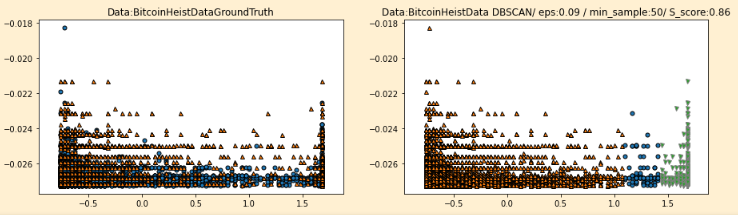 Data:BitcoinHeistDataGroundTruth
−0.018
−0.020
−0.022
−0.024
−0.026
−0.5 0.0 0.5 1.0 1.5
Data:BitcoinHeistData DBSCAN/ eps:0.09 / min_sample:50/ S_score:0.86
−0.018
−0.020
−0.022
−0.024
−0.026
−0.5 0.0 0.5 1.0 1.5